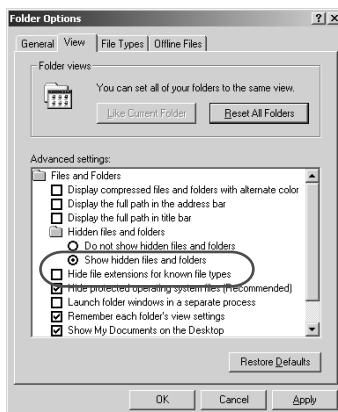 Folder Options
General View File Types Offline Files
Folder views
You can set all of your folders to the same view.
Like Current Folder Reset All Folders
Advanced settings:
Files and Folders
Display compressed files and folders with alternate color
Display the full path in the address bar
Display the full path in title bar
Hidden files and folders
Do not show hidden files and folders
Show hidden files and folders
Hide file extensions for known file types
Hide protected operating system files (Recommended)
Launch folder windows in a separate process
Remember each folder's view settings
Show My Documents on the Desktop
Restore Defaults
OK Cancel Apply